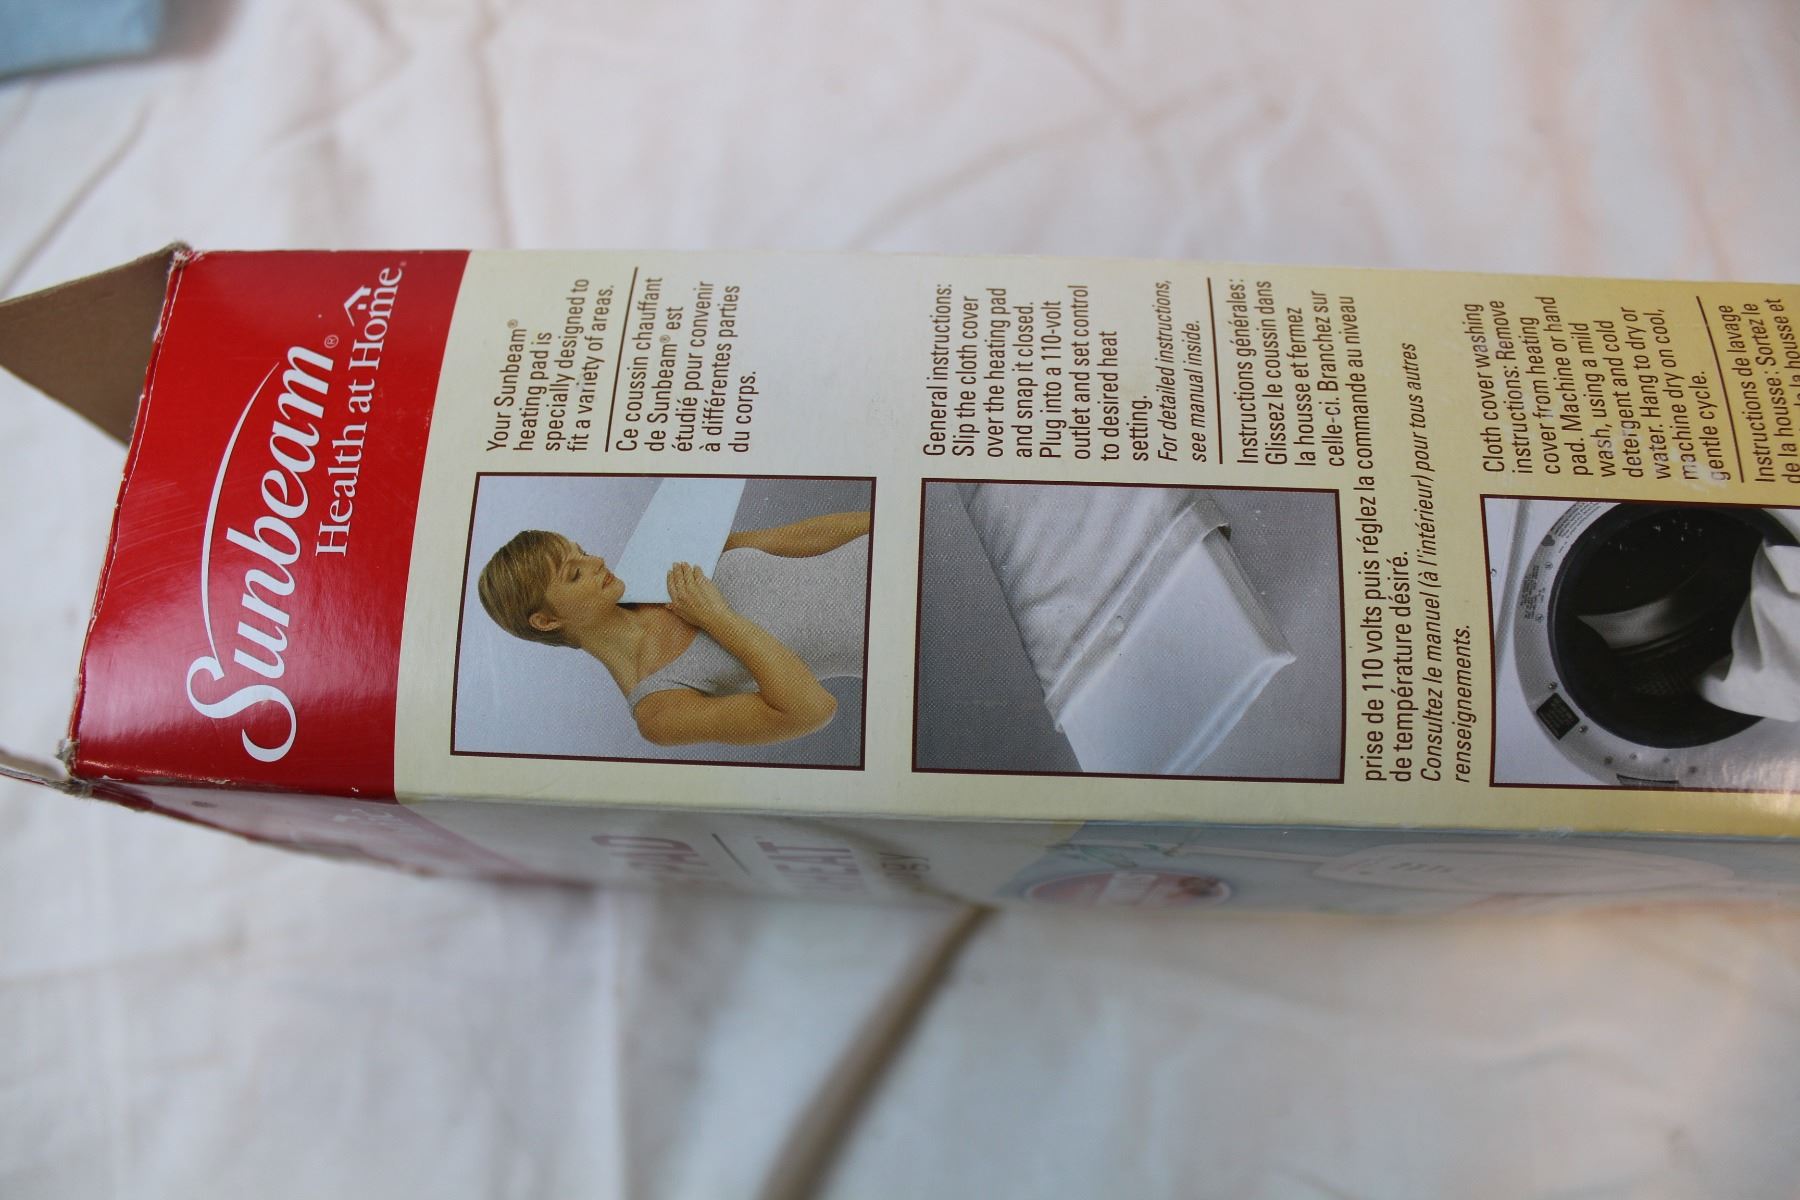 Sunbeam®
Health at Home.
Your Sunbeam®
heating pad is
specially designed to
fit a variety of areas.
Ce coussin chauffant
de Sunbeam® est
étudié pour convenir
à différentes parties
du corps.
General instructions:
Slip the cloth cover
over the heating pad
and snap it closed.
Plug into a 110-volt
outlet and set control
to desired heat
setting.
For detailed instructions,
see manual inside.
Instructions générales:
Glissez le coussin dans
la housse et fermez
celle-ci. Branchez sur
prise de 110 volts puis réglez la commande au niveau
de température désiré.
Consultez le manuel (à l'intérieur) pour tous autres
renseignements.
Cloth cover washing
instructions: Remove
cover from heating
pad. Machine or hand
wash, using a mild
detergent and cold
water. Hang to dry or
machine dry on cool,
gentle cycle.
Instructions de lavage
de la housse: Sortez le
la housse et
PAD
HEAT